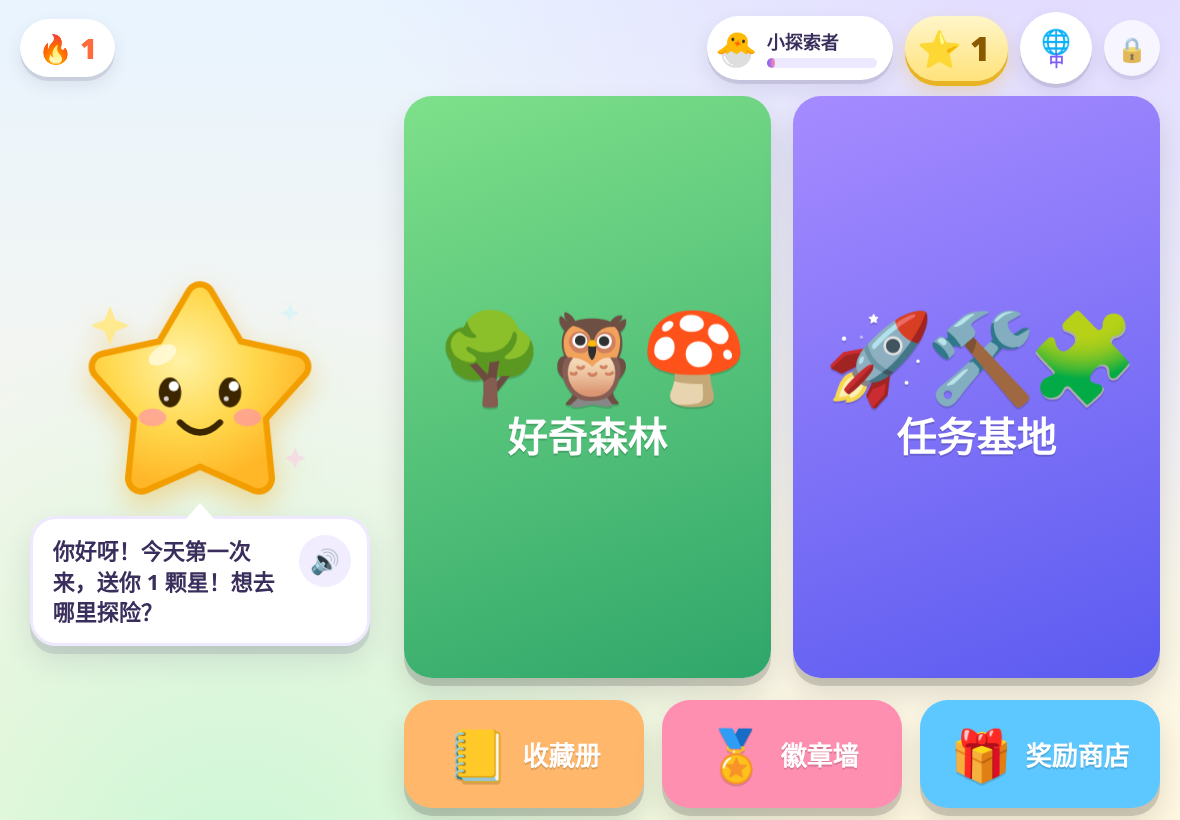 1
小探索者
1
中
好奇森林
任务基地
你好呀！今天第一次
来，送你 1 颗星！想去
哪里探险？
收藏册
徽章墙
奖励商店